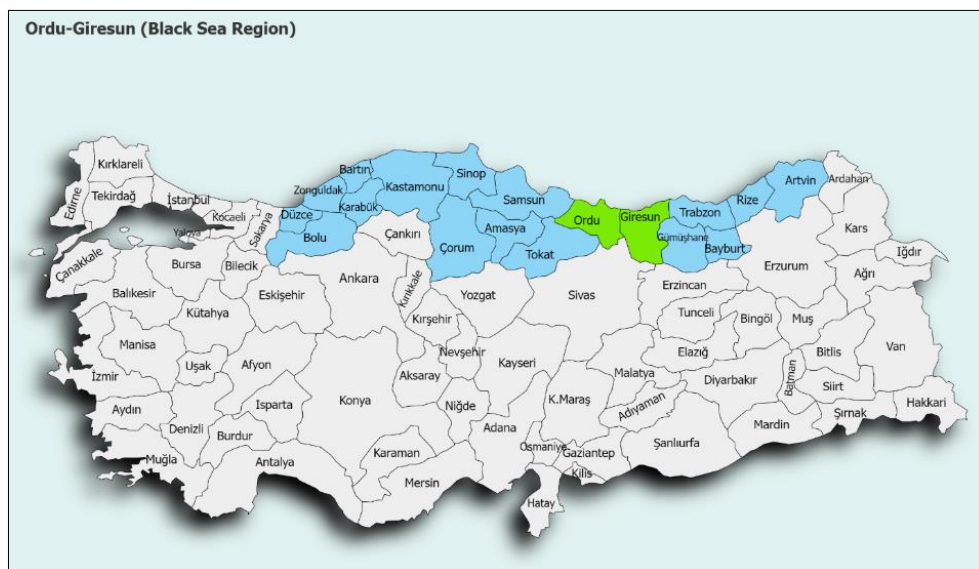 Ordu-Giresun (Black Sea Region)
Kırklareli
Edirne
Tekirdağ
İstanbul
Kocaeli
Yalova
Sakarya
Çanakkale
Bursa
Bilecik
Balıkesir
Kütahya
Eskişehir
Manisa
Uşak
Afyon
İzmir
Aydın
Denizli
Isparta
Burdur
Muğla
Antalya
Düzce
Bolu
Zonguldak
Bartın
Karabük
Kastamonu
Çankırı
Sinop
Samsun
Çorum
Amasya
Tokat
Ordu
Giresun
Trabzon
Gümüşhane
Bayburt
Rize
Artvin
Ardahan
Kars
Iğdır
Ağrı
Erzurum
Erzincan
Ankara
Kırıkkale
Yozgat
Sivas
Kırşehir
Nevşehir
Kayseri
Aksaray
Niğde
Konya
Karaman
Mersin
Adana
K.Maraş
Osmaniye
Gaziantep
Kilis
Hatay
Malatya
Adıyaman
Şanlıurfa
Tunceli
Elazığ
Bingöl
Muş
Diyarbakır
Batman
Bitlis
Siirt
Van
Mardin
Şırnak
Hakkari